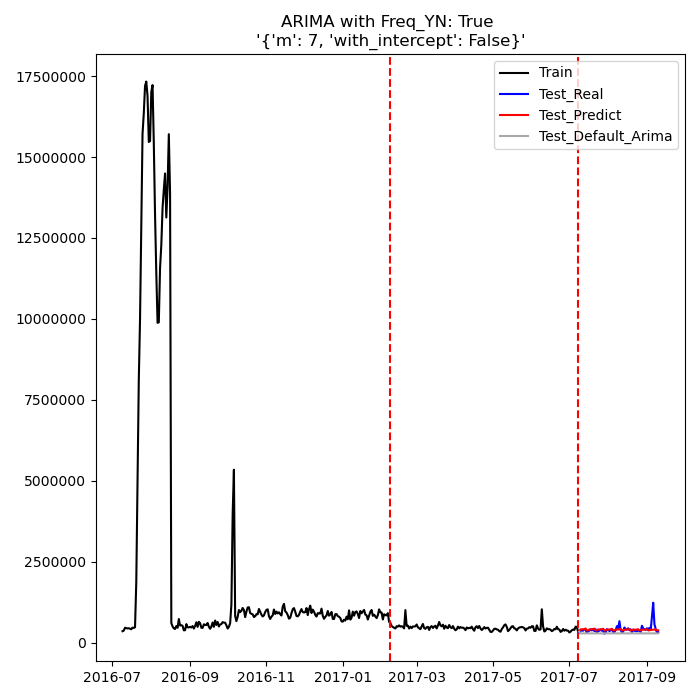 ARIMA with Freq_YN: True
'{'m': 7, 'with_intercept': False}'
Train
Test_Real
Test_Predict
Test_Default_Arima
17500000
15000000
12500000
10000000
7500000
5000000
2500000
0
2016-07 2016-09 2016-11 2017-01 2017-03 2017-05 2017-07 2017-09